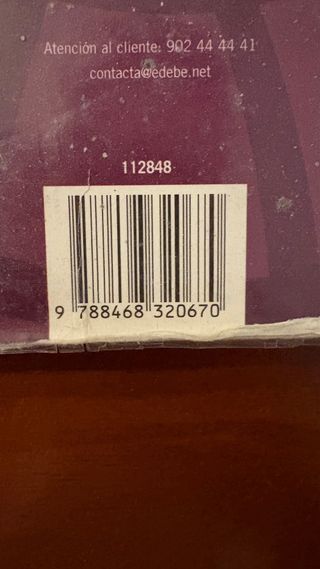 Atención al cliente: 902 44 44 41
contacta@edebe.net
112848
9 788468 320670